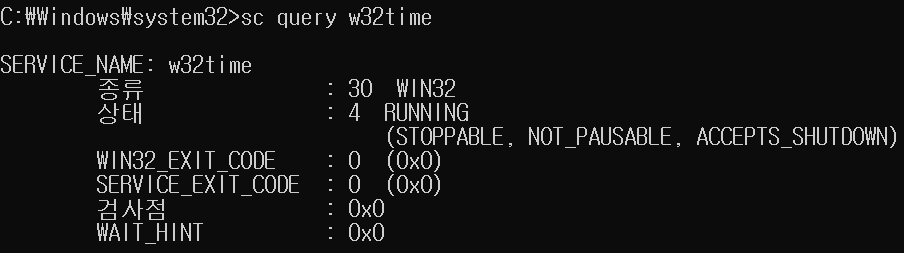 C:₩Windows₩system32>sc query w32time
SERVICE_NAME: w32time
종류 : 30 WIN32
상태 : 4 RUNNING
(STOPPABLE, NOT_PAUSABLE, ACCEPTS_SHUTDOWN)
WIN32_EXIT_CODE : 0 (0x0)
SERVICE_EXIT_CODE : 0 (0x0)
검사점 : 0x0
WAIT_HINT : 0x0